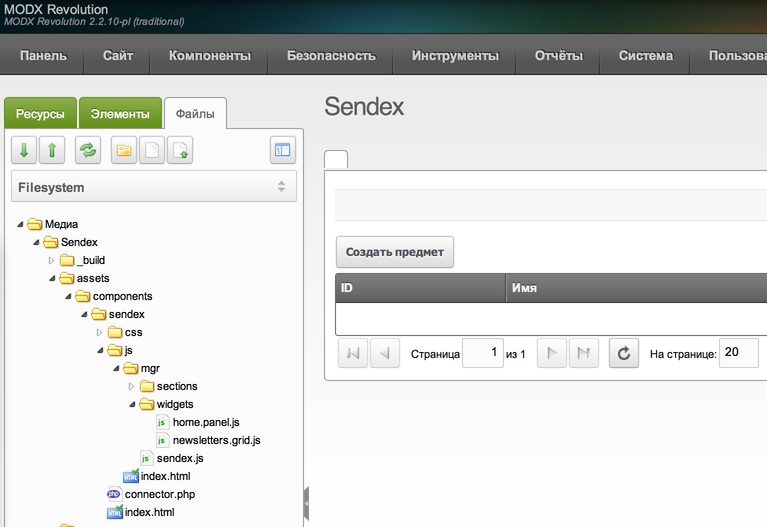 MODX Revolution
MODX Revolution 2.2.10-pl (traditional)
Панель Сайт Компоненты Безопасность Инструменты Отчёты Система Пользова
Ресурсы Элементы Файлы
Filesystem
Медиа
Sendex
_build
assets
components
sendex
css
js
mgr
sections
widgets
home.panel.js
newsletters.grid.js
sendex.js
index.html
connector.php
index.html
Sendex
Создать предмет
ID Имя
Страница 1 из 1 На странице: 20